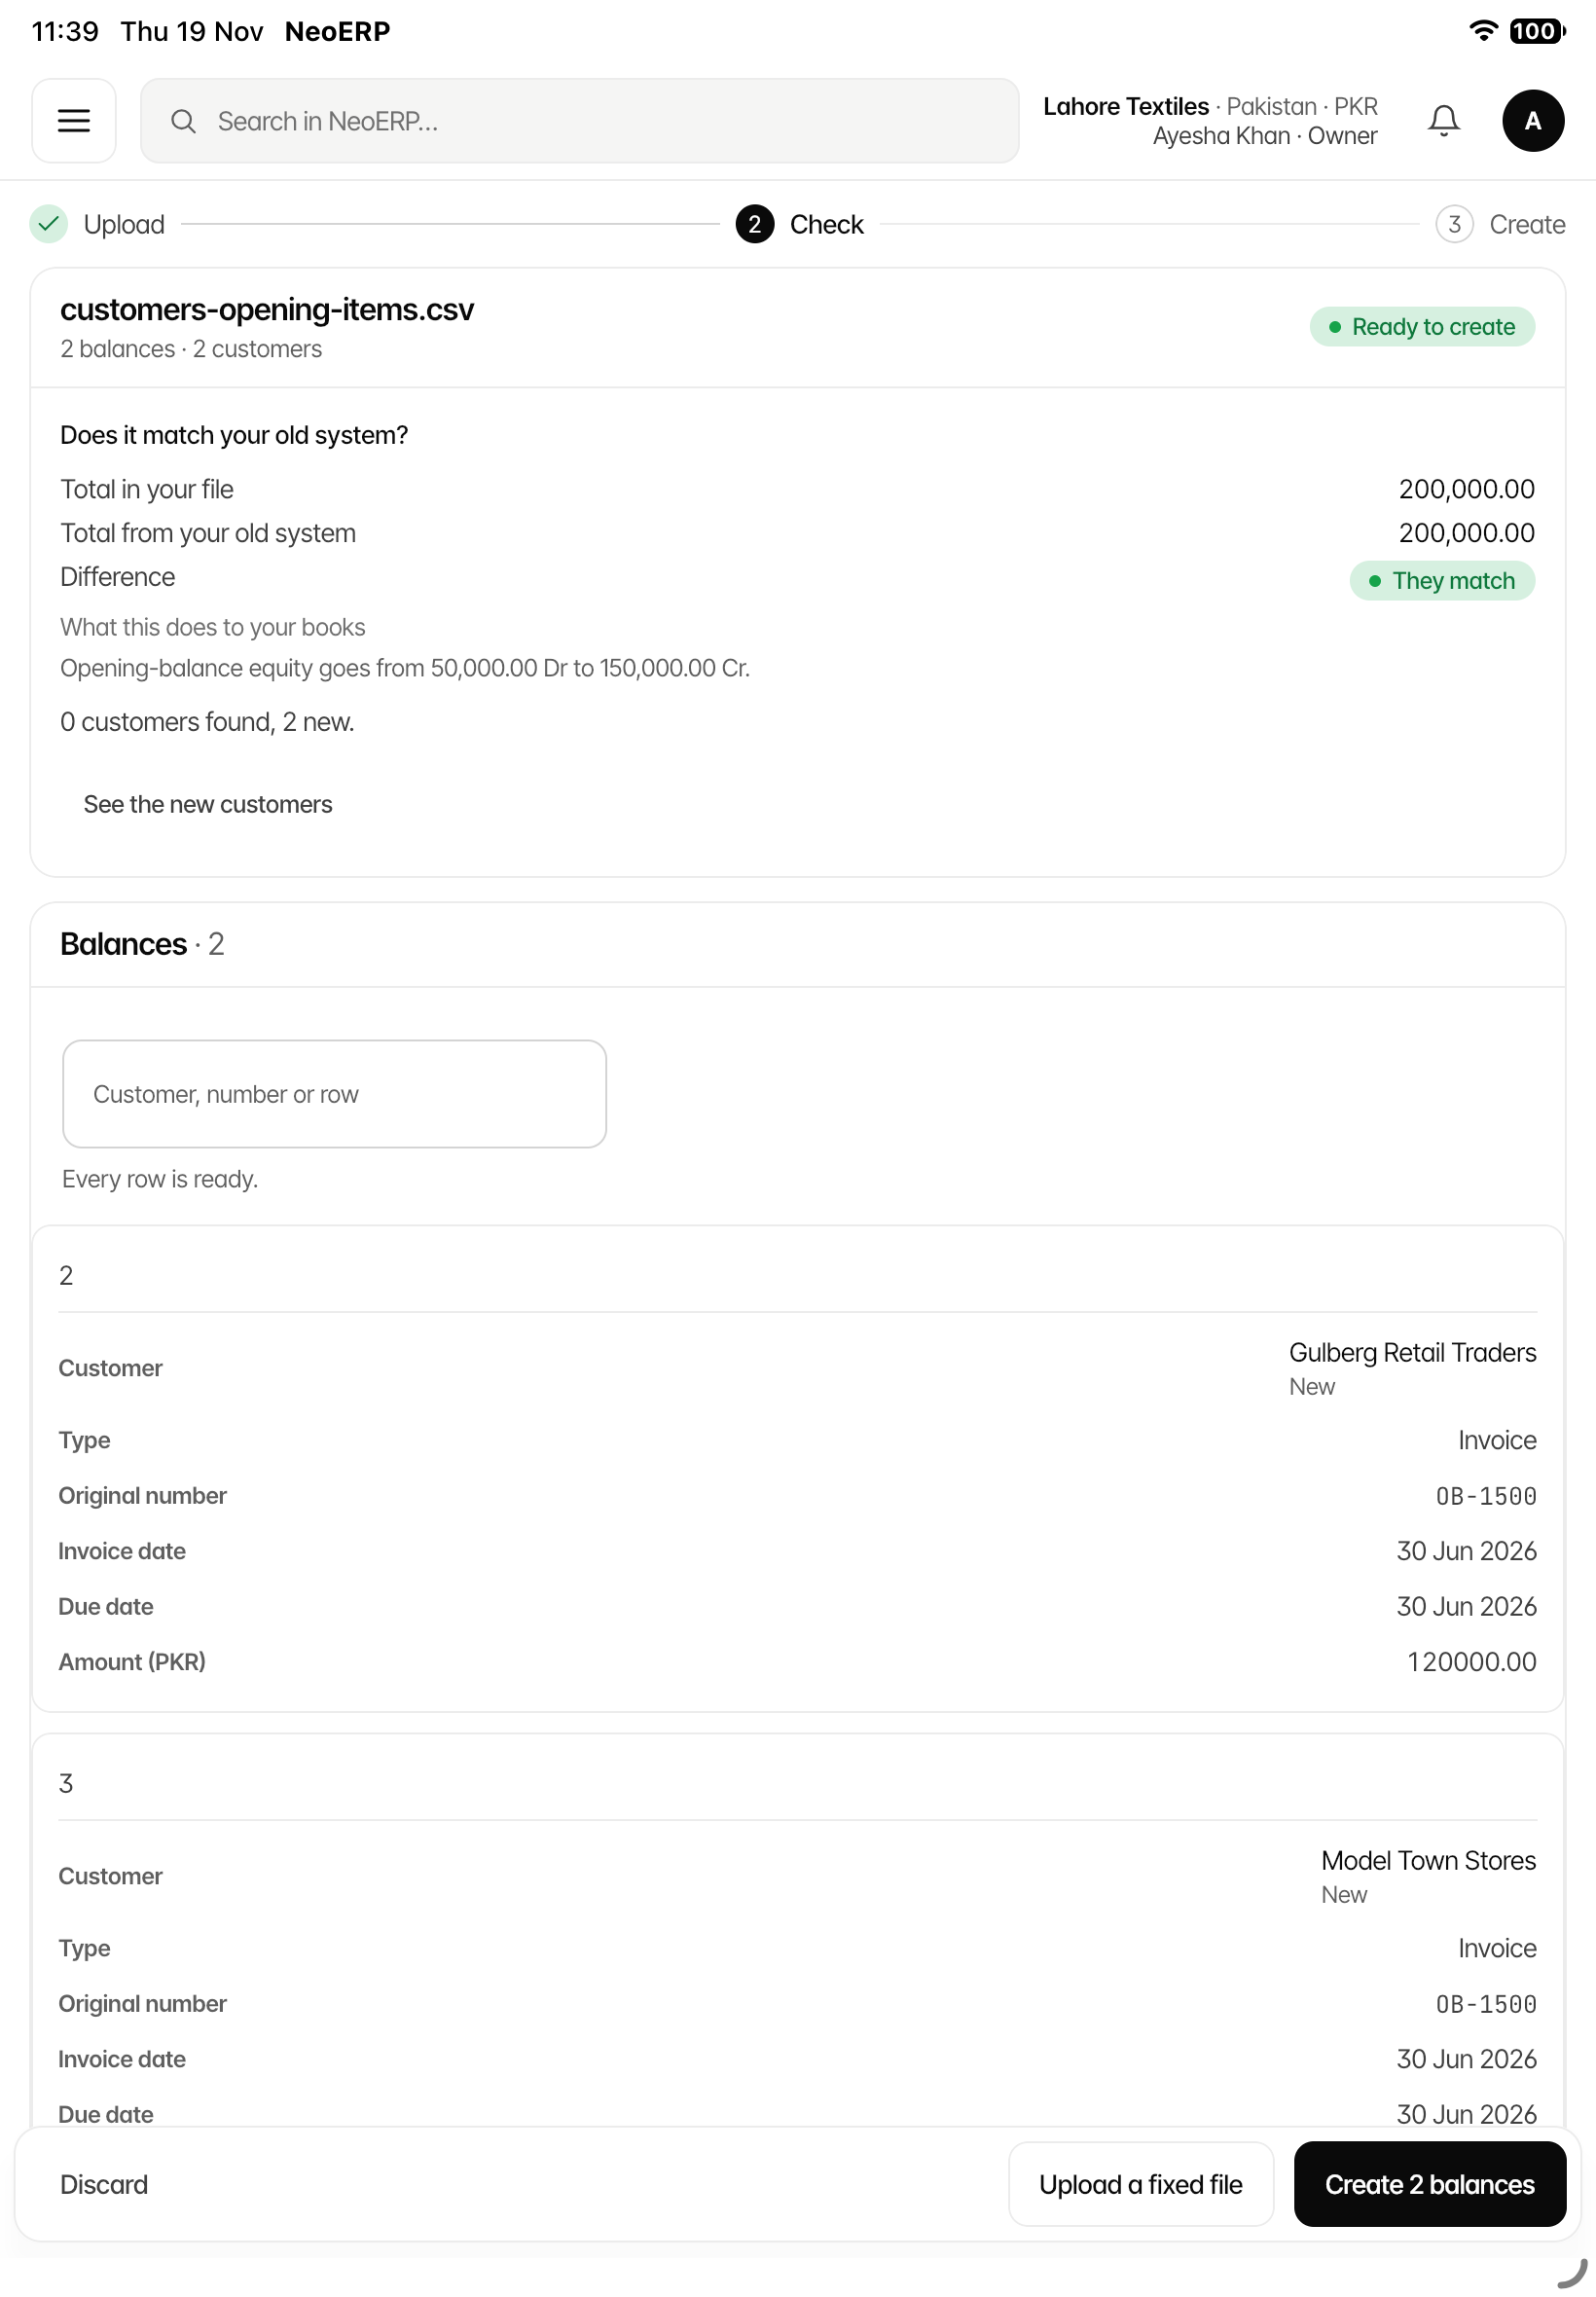 11:39 Thu 19 Nov NeoERP
100
Search in NeoERP...
Lahore Textiles · Pakistan · PKR
Ayesha Khan · Owner
A
Upload
2 Check
3 Create
customers-opening-items.csv
2 balances · 2 customers
Ready to create
Does it match your old system?
Total in your file 200,000.00
Total from your old system 200,000.00
Difference They match
What this does to your books
Opening-balance equity goes from 50,000.00 Dr to 150,000.00 Cr.
0 customers found, 2 new.
See the new customers
Balances · 2
Customer, number or row
Every row is ready.
2
Customer Gulberg Retail Traders
New
Type Invoice
Original number OB-1500
Invoice date 30 Jun 2026
Due date 30 Jun 2026
Amount (PKR) 120000.00
3
Customer Model Town Stores
New
Type Invoice
Original number OB-1500
Invoice date 30 Jun 2026
Due date 30 Jun 2026
Discard Upload a fixed file Create 2 balances